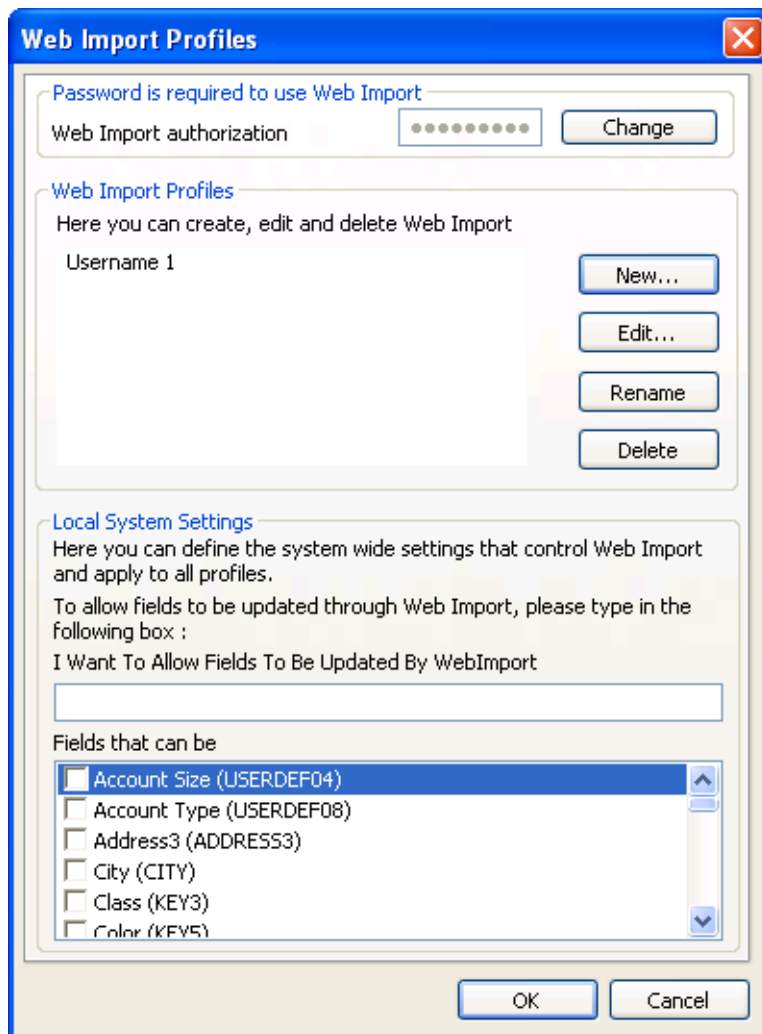 Web Import Profiles
Password is required to use Web Import
Web Import authorization
Change
Web Import Profiles
Here you can create, edit and delete Web Import
Username 1
New...
Edit...
Rename
Delete
Local System Settings
Here you can define the system wide settings that control Web Import
and apply to all profiles.
To allow fields to be updated through Web Import, please type in the
following box :
I Want To Allow Fields To Be Updated By WebImport
Fields that can be
Account Size (USERDEF04)
Account Type (USERDEF08)
Address3 (ADDRESS3)
City (CITY)
Class (KEY3)
Color (KEY5)
OK
Cancel